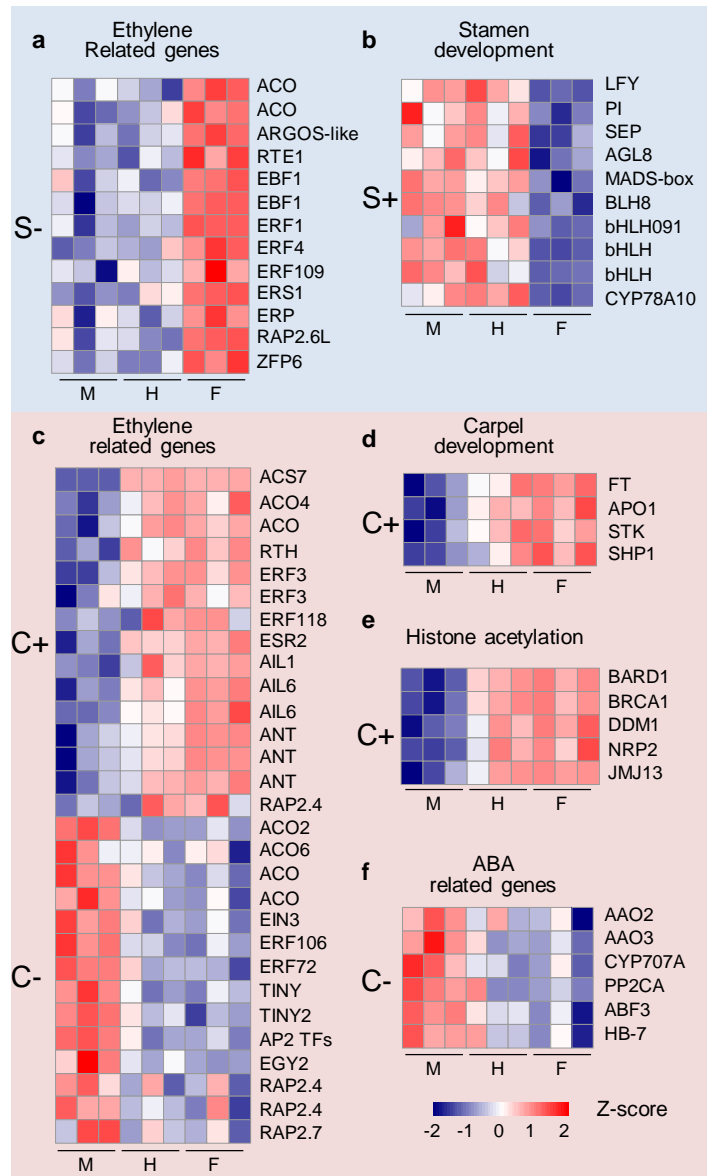 a
Ethylene
Related genes
S-
ACO
ACO
ARGOS-like
RTE1
EBF1
EBF1
ERF1
ERF4
ERF109
ERS1
ERP
RAP2.6L
ZFP6
M H F
b
Stamen
development
S+
LFY
PI
SEP
AGL8
MADS-box
BLH8
bHLH091
bHLH
bHLH
CYP78A10
M H F
c
Ethylene
related genes
C+
ACS7
ACO4
ACO
RTH
ERF3
ERF3
ERF118
ESR2
AIL1
AIL6
AIL6
ANT
ANT
ANT
RAP2.4
C-
ACO2
ACO6
ACO
ACO
EIN3
ERF106
ERF72
TINY
TINY2
AP2 TFs
EGY2
RAP2.4
RAP2.4
RAP2.7
M H F
d
Carpel
development
C+
FT
APO1
STK
SHP1
M H F
e
Histone acetylation
C+
BARD1
BRCA1
DDM1
NRP2
JMJ13
M H F
f
ABA
related genes
C-
AAO2
AAO3
CYP707A
PP2CA
ABF3
HB-7
M H F
Z-score
-2 -1 0 1 2